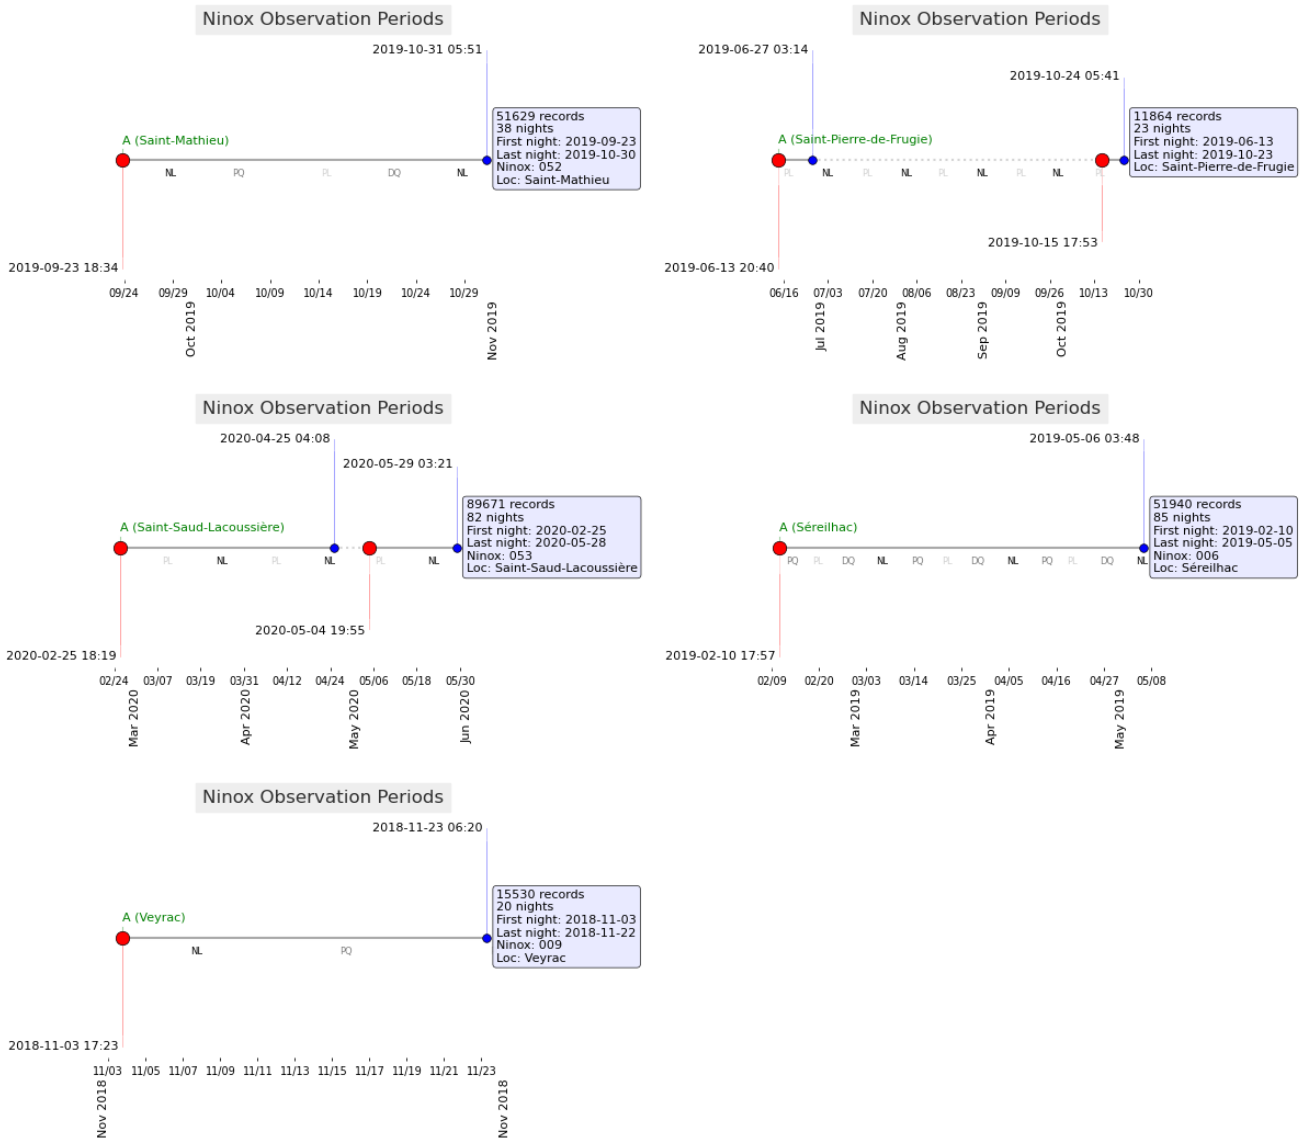 Ninox Observation Periods
2019-10-31 05:51
A (Saint-Mathieu)
51629 records
38 nights
First night: 2019-09-23
Last night: 2019-10-30
Ninox: 052
Loc: Saint-Mathieu
NL PQ PL DQ NL
2019-09-23 18:34
09/24 09/29 10/04 10/09 10/14 10/19 10/24 10/29
Oct 2019 Nov 2019
Ninox Observation Periods
2019-06-27 03:14
2019-10-24 05:41
A (Saint-Pierre-de-Frugie)
11864 records
23 nights
First night: 2019-06-13
Last night: 2019-10-23
Loc: Saint-Pierre-de-Frugie
PL NL PL NL PL NL PL NL PL
2019-10-15 17:53
2019-06-13 20:40
06/16 07/03 07/20 08/06 08/23 09/09 09/26 10/13 10/30
Jul 2019 Aug 2019 Sep 2019 Oct 2019
Ninox Observation Periods
2020-04-25 04:08
2020-05-29 03:21
A (Saint-Saud-Lacoussière)
89671 records
82 nights
First night: 2020-02-25
Last night: 2020-05-28
Ninox: 053
Loc: Saint-Saud-Lacoussière
PL NL PL NL PL NL
2020-05-04 19:55
2020-02-25 18:19
02/24 03/07 03/19 03/31 04/12 04/24 05/06 05/18 05/30
Mar 2020 Apr 2020 May 2020 Jun 2020
Ninox Observation Periods
2019-05-06 03:48
A (Séreilhac)
51940 records
85 nights
First night: 2019-02-10
Last night: 2019-05-05
Ninox: 006
Loc: Séreilhac
PQ PL DQ NL PQ PL DQ NL PQ PL DQ NL
2019-02-10 17:57
02/09 02/20 03/03 03/14 03/25 04/05 04/16 04/27 05/08
Mar 2019 Apr 2019 May 2019
Ninox Observation Periods
2018-11-23 06:20
A (Veyrac)
15530 records
20 nights
First night: 2018-11-03
Last night: 2018-11-22
Ninox: 009
Loc: Veyrac
NL PQ
2018-11-03 17:23
11/03 11/05 11/07 11/09 11/11 11/13 11/15 11/17 11/19 11/21 11/23
Nov 2018 Nov 2018